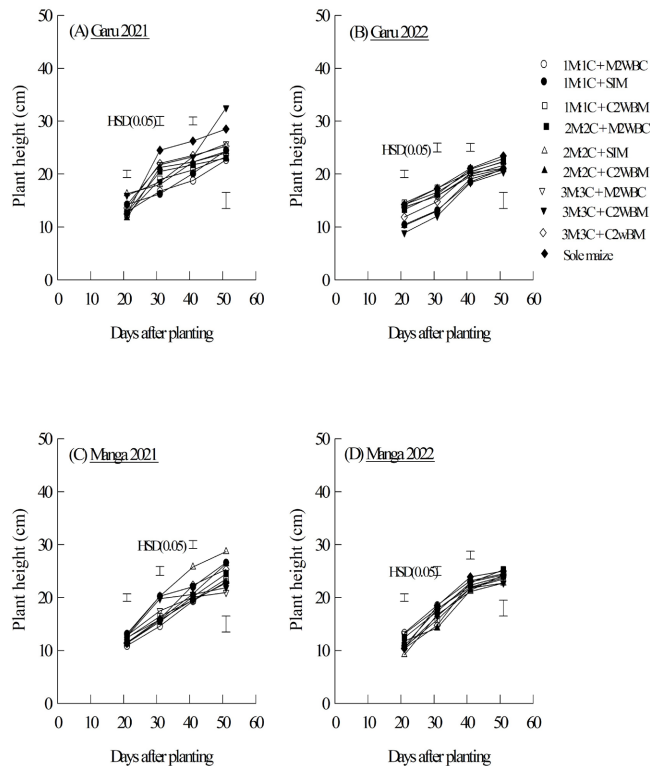 (A) Garu 2021
Plant height (cm)
50
40
30
20
10
0
HSD(0.05)
0 10 20 30 40 50 60
Days after planting
(B) Garu 2022
Plant height (cm)
50
40
30
20
10
0
HSD(0.05)
0 10 20 30 40 50 60
Days after planting
1M:1C + M2WBC
1M:1C + SIM
1M:1C + C2WBM
2M:2C + M2WBC
2M:2C + SIM
2M:2C + C2WBM
3M:3C + M2WBC
3M:3C + C2WBM
3M:3C + C2wBM
Sole maize
(C) Manga 2021
Plant height (cm)
50
40
30
20
10
0
HSD(0.05)
0 10 20 30 40 50 60
Days after planting
(D) Manga 2022
Plant height (cm)
50
40
30
20
10
0
HSD(0.05)
0 10 20 30 40 50 60
Days after planting